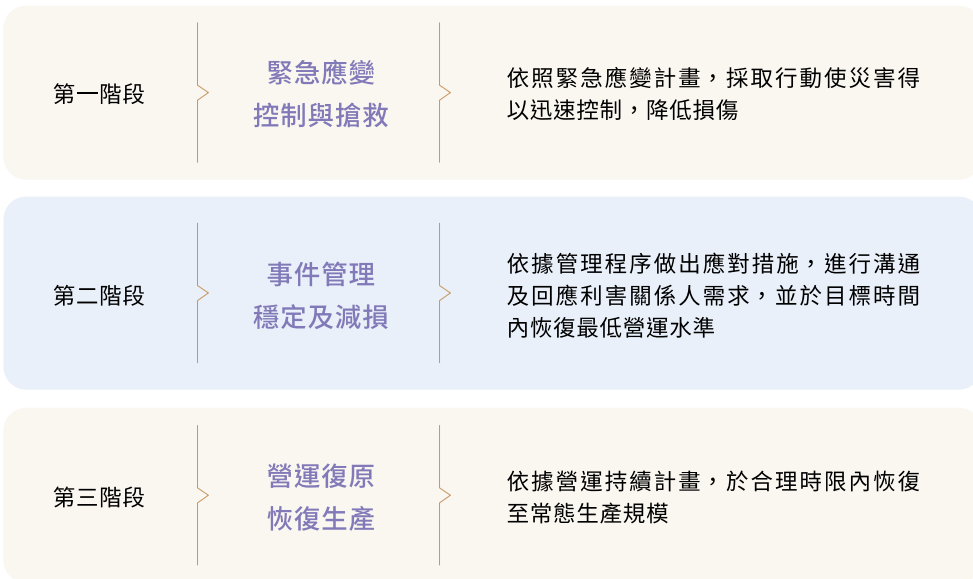 第一階段
緊急應變
控制與搶救
依照緊急應變計畫，採取行動使災害得
以迅速控制，降低損傷
第二階段
事件管理
穩定及減損
依據管理程序做出應對措施，進行溝通
及回應利害關係人需求，並於目標時間
內恢復最低營運水準
第三階段
營運復原
恢復生產
依據營運持續計畫，於合理時限內恢復
至常態生產規模